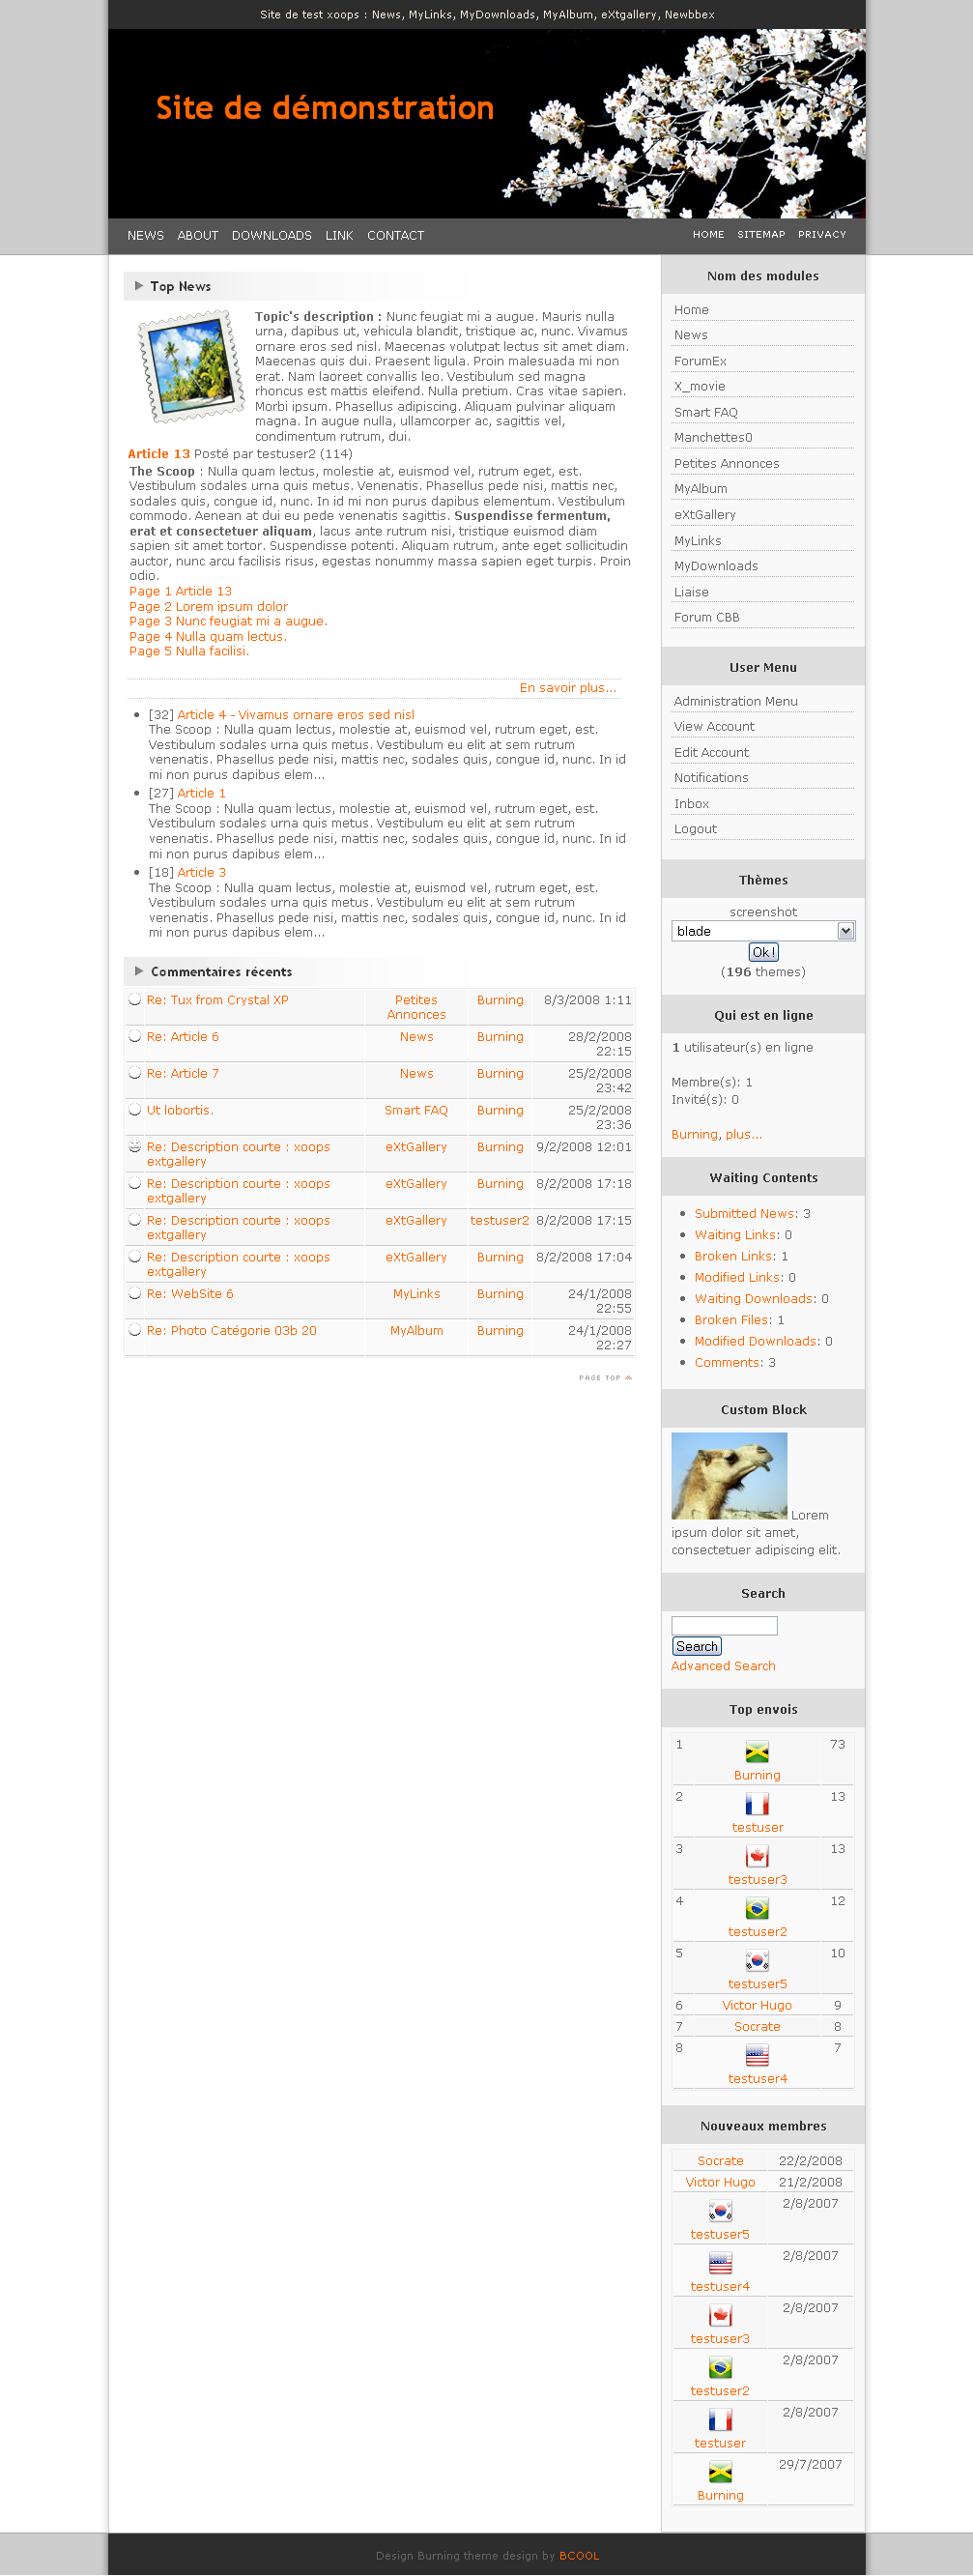 Site de test xoops : News, MyLinks, MyDownloads, MyAlbum, eXtgallery, Newbbex
Site de démonstration
NEWS ABOUT DOWNLOADS LINK CONTACT
HOME SITEMAP PRIVACY
Top News
Topic's description : Nunc feugiat mi a augue. Mauris nulla
urna, dapibus ut, vehicula blandit, tristique ac, nunc. Vivamus
ornare eros sed nisl. Maecenas volutpat lectus sit amet diam.
Maecenas quis dui. Praesent ligula. Proin malesuada mi non
erat. Nam laoreet convallis leo. Vestibulum sed magna
rhoncus est mattis eleifend. Nulla pretium. Cras vitae sapien.
Morbi ipsum. Phasellus adipiscing. Aliquam pulvinar aliquam
magna. In augue nulla, ullamcorper ac, sagittis vel,
condimentum rutrum, dui.
Article 13 Posté par testuser2 (114)
The Scoop : Nulla quam lectus, molestie at, euismod vel, rutrum eget, est.
Vestibulum sodales urna quis metus. Venenatis. Phasellus pede nisi, mattis nec,
sodales quis, congue id, nunc. In id mi non purus dapibus elementum. Vestibulum
commodo. Aenean at dui eu pede venenatis sagittis. Suspendisse fermentum,
erat et consectetuer aliquam, lacus ante rutrum nisi, tristique euismod diam
sapien sit amet tortor. Suspendisse potenti. Aliquam rutrum, ante eget sollicitudin
auctor, nunc arcu facilisis risus, egestas nonummy massa sapien eget turpis. Proin
odio.
Page 1 Article 13
Page 2 Lorem ipsum dolor
Page 3 Nunc feugiat mi a augue.
Page 4 Nulla quam lectus.
Page 5 Nulla facilisi.
En savoir plus...
[32] Article 4 - Vivamus ornare eros sed nisl
The Scoop : Nulla quam lectus, molestie at, euismod vel, rutrum eget, est.
Vestibulum sodales urna quis metus. Vestibulum eu elit at sem rutrum
venenatis. Phasellus pede nisi, mattis nec, sodales quis, congue id, nunc. In id
mi non purus dapibus elem...
[27] Article 1
The Scoop : Nulla quam lectus, molestie at, euismod vel, rutrum eget, est.
Vestibulum sodales urna quis metus. Vestibulum eu elit at sem rutrum
venenatis. Phasellus pede nisi, mattis nec, sodales quis, congue id, nunc. In id
mi non purus dapibus elem...
[18] Article 3
The Scoop : Nulla quam lectus, molestie at, euismod vel, rutrum eget, est.
Vestibulum sodales urna quis metus. Vestibulum eu elit at sem rutrum
venenatis. Phasellus pede nisi, mattis nec, sodales quis, congue id, nunc. In id
mi non purus dapibus elem...
Commentaires récents
Re: Tux from Crystal XP Petites Annonces Burning 8/3/2008 1:11
Re: Article 6 News Burning 28/2/2008 22:15
Re: Article 7 News Burning 25/2/2008 23:42
Ut lobortis. Smart FAQ Burning 25/2/2008 23:36
Re: Description courte : xoops extgallery eXtGallery Burning 9/2/2008 12:01
Re: Description courte : xoops extgallery eXtGallery Burning 8/2/2008 17:18
Re: Description courte : xoops extgallery eXtGallery testuser2 8/2/2008 17:15
Re: Description courte : xoops extgallery eXtGallery Burning 8/2/2008 17:04
Re: WebSite 6 MyLinks Burning 24/1/2008 22:55
Re: Photo Catégorie 03b 20 MyAlbum Burning 24/1/2008 22:27
PAGE TOP
Nom des modules
Home
News
ForumEx
X_movie
Smart FAQ
Manchettes0
Petites Annonces
MyAlbum
eXtGallery
MyLinks
MyDownloads
Liaise
Forum CBB
User Menu
Administration Menu
View Account
Edit Account
Notifications
Inbox
Logout
Thèmes
screenshot
blade
Ok!
(196 themes)
Qui est en ligne
1 utilisateur(s) en ligne
Membre(s): 1
Invité(s): 0
Burning, plus...
Waiting Contents
Submitted News: 3
Waiting Links: 0
Broken Links: 1
Modified Links: 0
Waiting Downloads: 0
Broken Files: 1
Modified Downloads: 0
Comments: 3
Custom Block
Lorem
ipsum dolor sit amet,
consectetuer adipiscing elit.
Search
Search
Advanced Search
Top envois
1 Burning 73
2 testuser 13
3 testuser3 13
4 testuser2 12
5 testuser5 10
6 Victor Hugo 9
7 Socrate 8
8 testuser4 7
Nouveaux membres
Socrate 22/2/2008
Victor Hugo 21/2/2008
testuser5 2/8/2007
testuser4 2/8/2007
testuser3 2/8/2007
testuser2 2/8/2007
testuser 2/8/2007
Burning 29/7/2007
Design Burning theme design by BCOOL